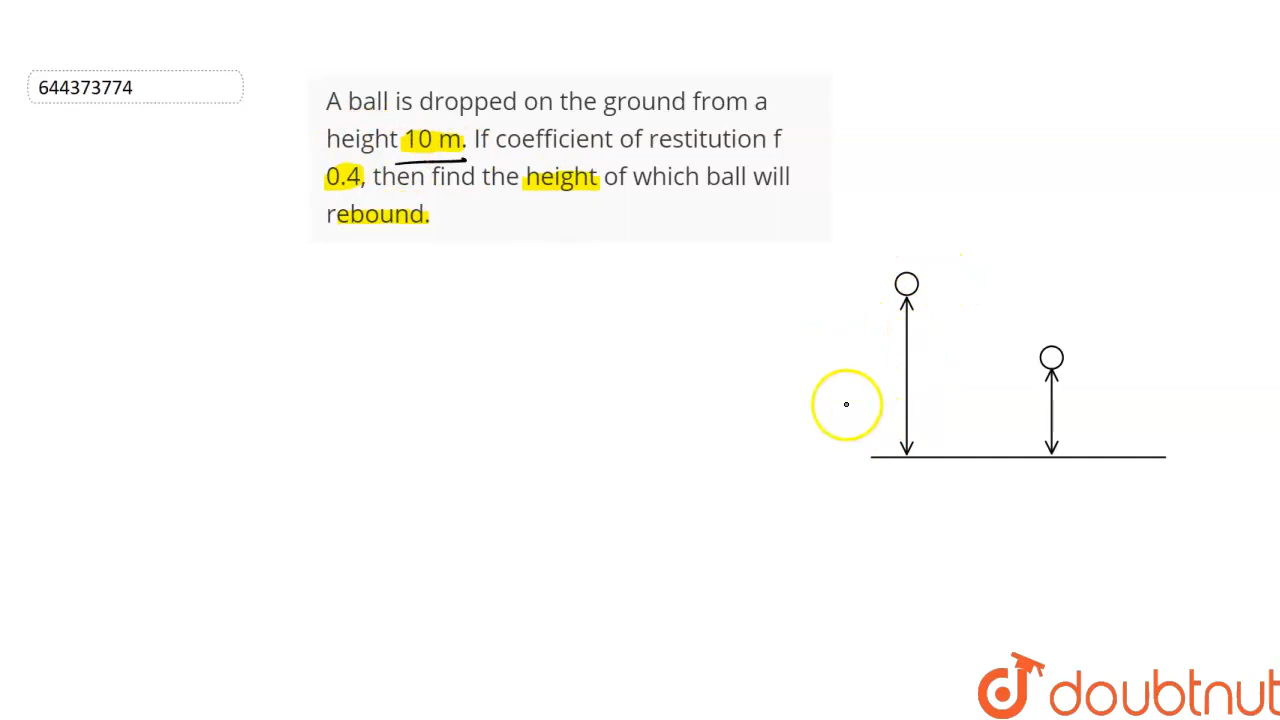 644373774
A ball is dropped on the ground from a
height 10 m. If coefficient of restitution f
0.4, then find the height of which ball will
rebound.
doubtnut